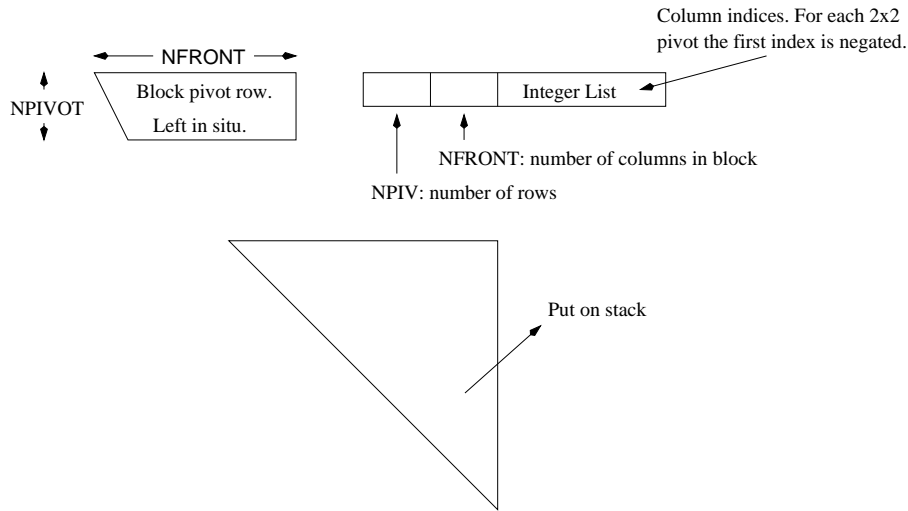 Column indices. For each 2x2
pivot the first index is negated.
NFRONT
NPIVOT
Block pivot row.
Left in situ.
Integer List
NFRONT: number of columns in block
NPIV: number of rows
Put on stack